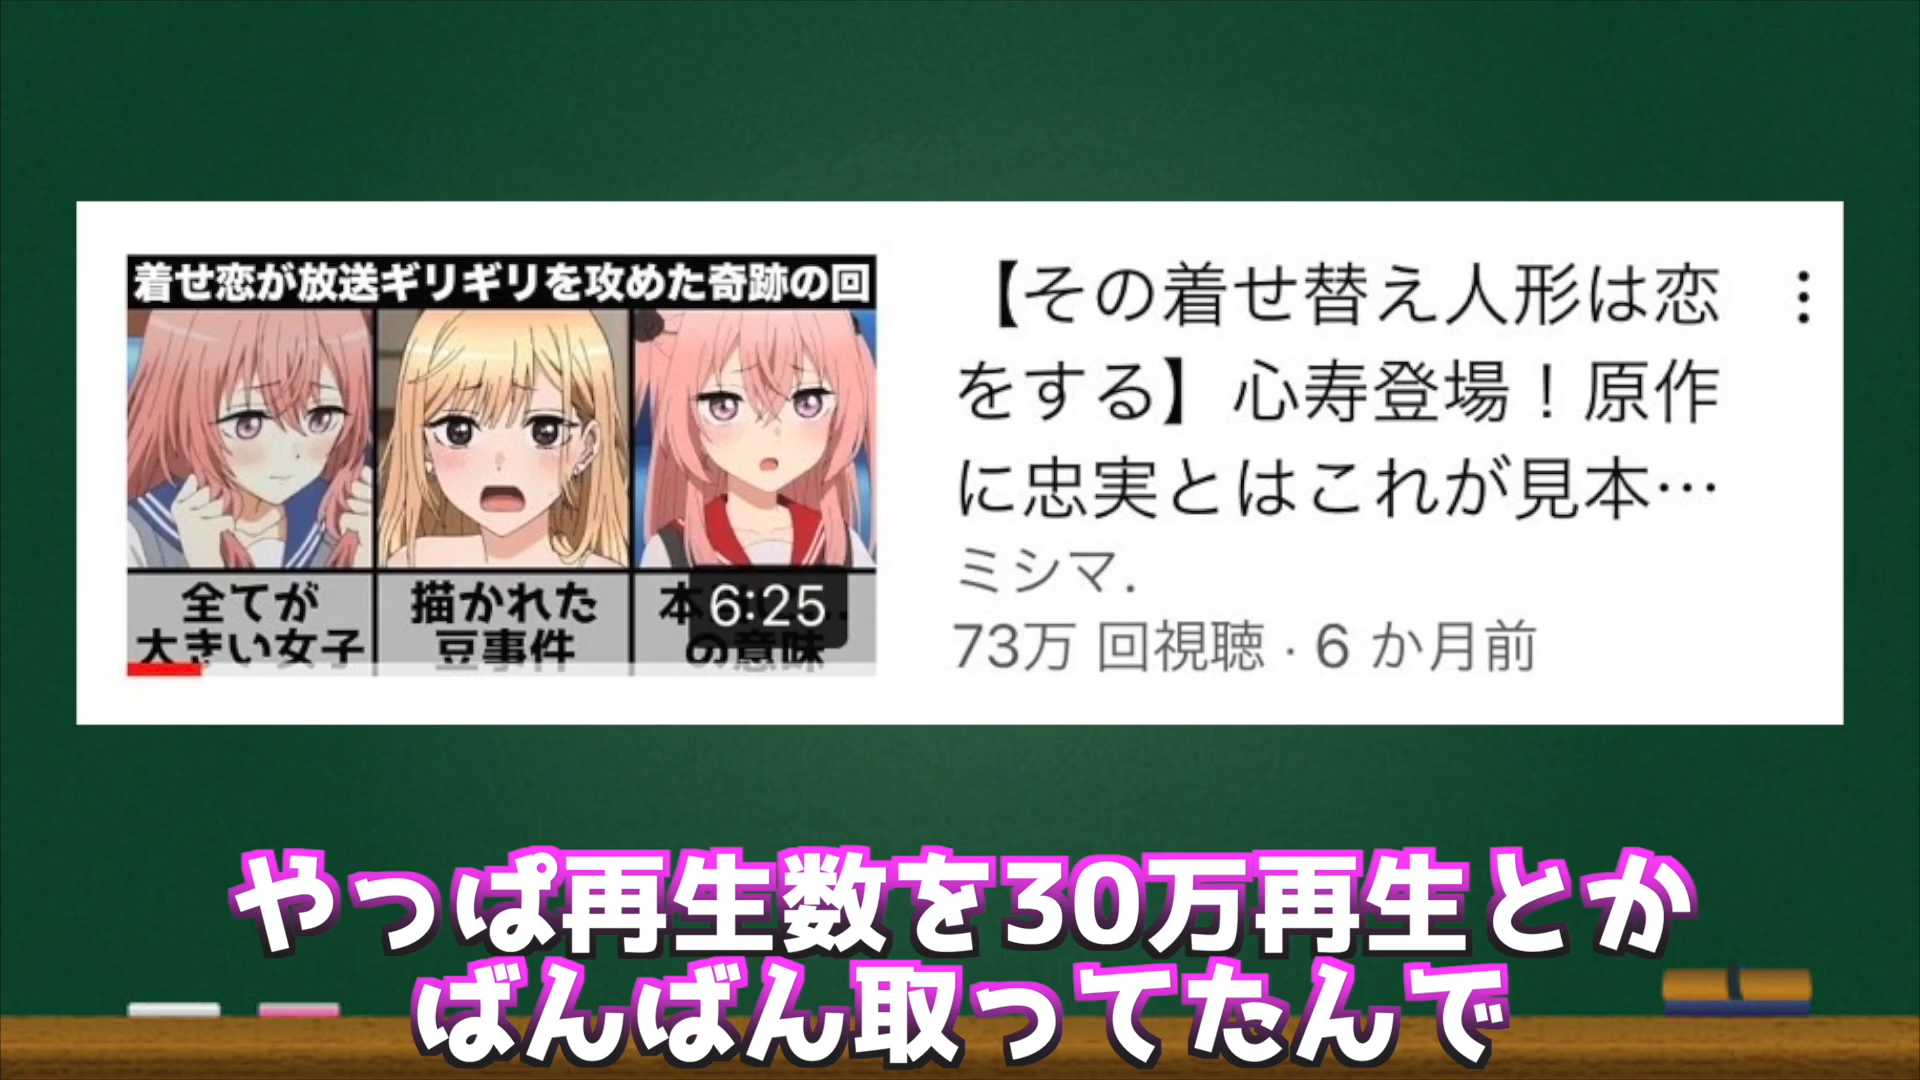 着せ恋が放送ギリギリを攻めた奇跡の回
全てが
大きい女子
描かれた
豆事件
本
の意味
6:25
【その着せ替え人形は恋
をする】心寿登場！原作
に忠実とはこれが見本…
ミシマ.
73万 回視聴・6 か月前
やっぱ再生数を30万再生とか
ばんばん取ってたんで